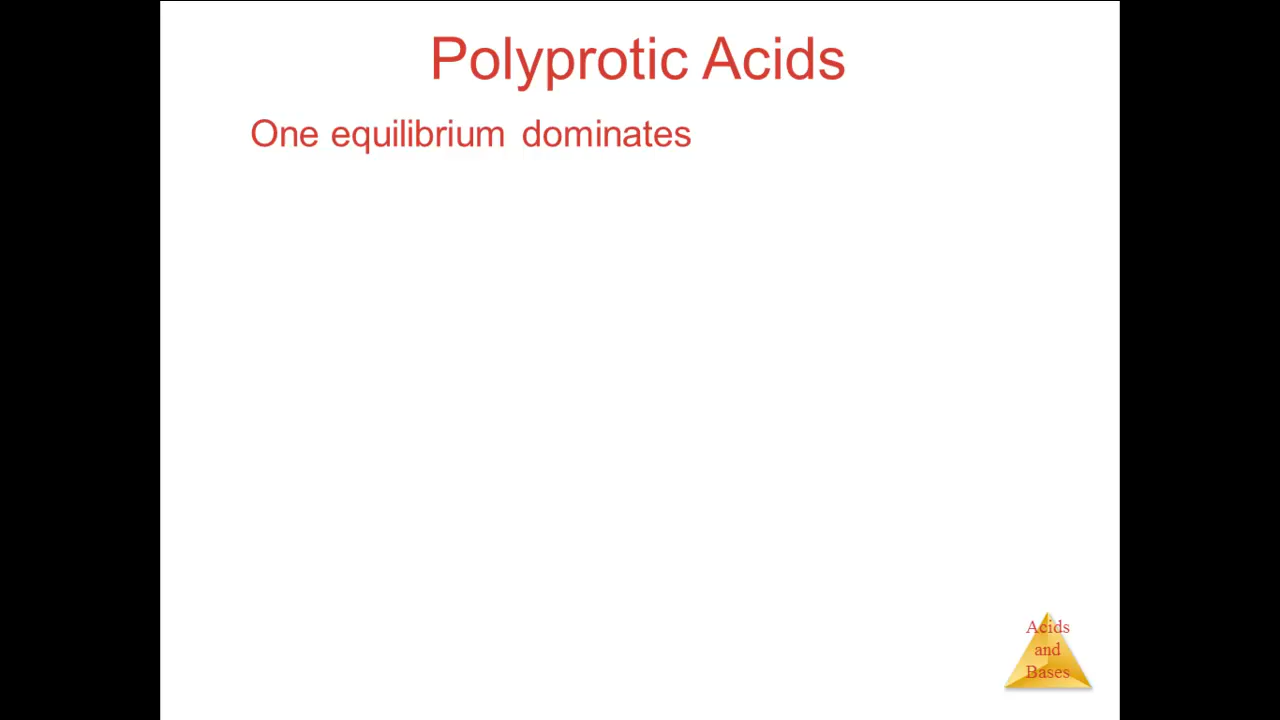 Polyprotic Acids
One equilibrium dominates
Acids
and
Bases